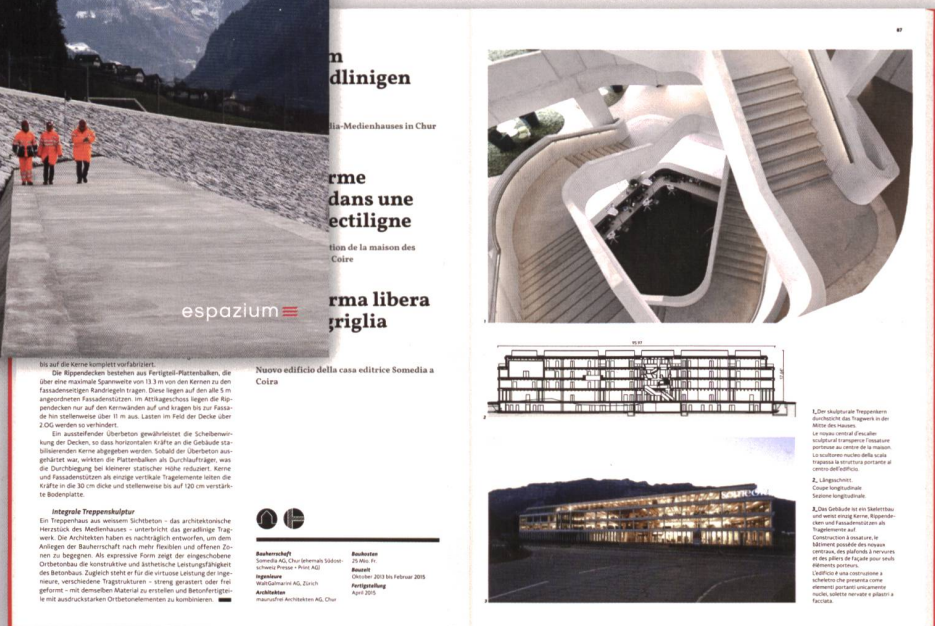 espazium
m
dlinigen
dia-Medienhauses in Chur
rme
dans une
ectiligne
tion de la maison des
Coire
rma libera
griglia
Nuovo edificio della casa editrice Somedia a
Coira
bis auf die Kerne komplett vorfabriziert.
Die Rippendecken bestehen aus Fertigteil-Plattenbalken, die
über eine maximale Spannweite von 13.3 m von den Kernen zu den
fassadenseitigen Randriegeln tragen. Diese liegen auf den alle 5 m
angeordneten Fassadenstützen. Im Attikageschoss liegen die Rip-
pendecken nur auf den Kernwänden auf und kragen bis zur Fassa-
de hin stellenweise über 11 m aus. Lasten im Feld der Decke über
2.OG werden so verhindert.
Ein aussteifender Überbeton gewährleistet die Scheibenwir-
kung der Decken, so dass horizontalen Kräfte an die Gebäude sta-
bilisierenden Kerne abgegeben werden. Sobald der Überbeton aus-
gehärtet war, wirkten die Plattenbalken als Durchlaufträger, was
die Durchbiegung bei kleinerer statischer Höhe reduziert. Kerne
und Fassadenstützen als einzige vertikale Tragelemente leiten die
Kräfte in die 30 cm dicke und stellenweise bis auf 120 cm verstärk-
te Bodenplatte.
Integrale Treppenskulptur
Ein Treppenhaus aus weissem Sichtbeton – das architektonische
Herzstück des Medienhauses – unterbricht das geradlinige Trag-
werk. Die Architekten haben es nachträglich entworfen, um dem
Anliegen der Bauherrschaft nach mehr flexiblen und offenen Zo-
nen zu begegnen. Als expressive Form zeigt der eingeschobene
Ortbetonbau die konstruktive und ästhetische Leistungsfähigkeit
des Betonbaus. Zugleich steht er für die virtuose Leistung der Inge-
nieure, verschiedene Tragstrukturen – streng gerastert oder frei
geformt – mit demselben Material zu erstellen und Betonfertigtei-
le mit ausdruckstarken Ortbetonelementen zu kombinieren.
Bauherrschaft
Somedia AG, Chur (ehemals Südost-
schweiz Presse + Print AG)
Ingenieure
WaltGalmarini AG, Zürich
Architekten
maurusfrei Architekten AG, Chur
Baukosten
25 Mio. Fr.
Bauzeit
Oktober 2013 bis Februar 2015
Fertigstellung
April 2015
87
1
2
3
somedia
1_Der skulpturale Treppenkern
durchsticht das Tragwerk in der
Mitte des Hauses.
Le noyau central d'escalier
sculptural transperce l'ossature
porteuse au centre de l'édifice.
Lo scultoreo nucleo della scala
trapassa la struttura portante al
centro dell'edificio.
2_ Längsschnitt
Coupe longitudinale
Sezione longitudinale
3_Das Gebäude ist ein Skelettbau
und weist einzig Kerne, Rippende-
cken und Fassadenstützen als
Tragelemente auf
Construction à ossature, le
bâtiment possède des noyaux
centraux, des plafonds à nervures
et des piliers de façade pour seuls
éléments porteurs.
L'edificio è una costruzione a
scheletro che presenta come
elementi portanti unicamente
nuclei, solette nervate e pilastri a
facciata.